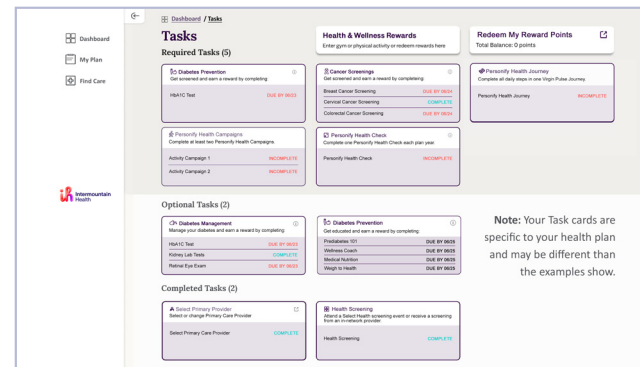 Dashboard
My Plan
Find Care
Intermountain
Health
Dashboard / Tasks
Tasks
Required Tasks (5)
Health & Wellness Rewards
Enter gym or physical activity or redeem rewards here
Redeem My Reward Points
Total Balance: 0 points
Diabetes Prevention
Get screened and earn a reward by completing
HbA1C Test DUE BY 06/23
Cancer Screenings
Get screened and earn a reward by completeing:
Breast Cancer Screening DUE BY 06/24
Cervical Cancer Screening COMPLETE
Colorectal Cancer Screening DUE BY 06/24
Personify Health Journey
Complete all daily steps in one Virgin Pulse Journey.
Personify Health Journey INCOMPLETE
Personify Health Campaigns
Complete at least two Personify Health Campaigns.
Activity Campaign 1 INCOMPLETE
Activity Campaign 2 INCOMPLETE
Personify Health Check
Complete one Personify Health Check each plan year.
Personify Health Check INCOMPLETE
Optional Tasks (2)
Diabetes Management
Manage your diabetes and earn a reward by completing:
HbA1C Test DUE BY 06/23
Kidney Lab Tests COMPLETE
Retinal Eye Exam DUE BY 06/23
Diabetes Prevention
Get educated and earn a reward by completing:
Prediabetes 101 DUE BY 06/25
Wellness Coach DUE BY 06/25
Medical Nutrition DUE BY 06/25
Weigh to Health DUE BY 06/25
Note: Your Task cards are
specific to your health plan
and may be different than
the examples show.
Completed Tasks (2)
Select Primary Provider
Select or change Primary Care Provider
Select Primary Care Provider COMPLETE
Health Screening
Attend a Select Health screening event or receive a screening
from an in-network provider.
Health Screening COMPLETE